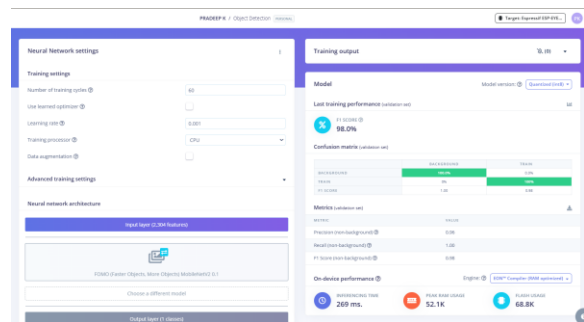 PRADEEP K > Object Detection PERSONAL
Target: Espressif ESP-EYE...
Neural Network settings
Training settings
Number of training cycles
60
Use learned optimizer
Learning rate
0.001
Training processor
CPU
Data augmentation
Advanced training settings
Neural network architecture
Input layer (2,304 features)
FOMO (Faster Objects, More Objects) MobileNetV2 0.1
Choose a different model
Output layer (1 classes)
Training output
Model
Model version:
Quantized (int8)
Last training performance (validation set)
F1 SCORE
98.0%
Confusion matrix (validation set)
BACKGROUND TRAIN
BACKGROUND 100.0% 0.0%
TRAIN 0% 100%
F1 SCORE 1.00 0.98
Metrics (validation set)
METRIC VALUE
Precision (non-background) 0.96
Recall (non-background) 1.00
F1 Score (non-background) 0.98
On-device performance
Engine:
EON™ Compiler (RAM optimized)
INFERENCING TIME
269 ms.
PEAK RAM USAGE
52.1K
FLASH USAGE
68.8K